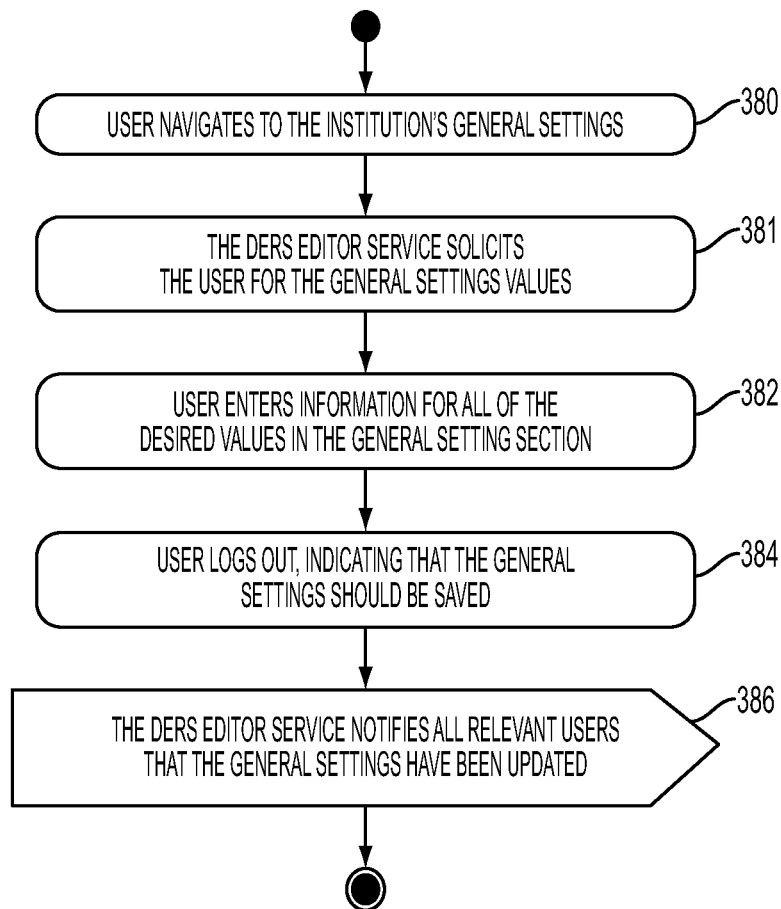 USER NAVIGATES TO THE INSTITUTION'S GENERAL SETTINGS
380
THE DERS EDITOR SERVICE SOLICITS
THE USER FOR THE GENERAL SETTINGS VALUES
381
USER ENTERS INFORMATION FOR ALL OF THE
DESIRED VALUES IN THE GENERAL SETTING SECTION
382
USER LOGS OUT, INDICATING THAT THE GENERAL
SETTINGS SHOULD BE SAVED
384
THE DERS EDITOR SERVICE NOTIFIES ALL RELEVANT USERS
THAT THE GENERAL SETTINGS HAVE BEEN UPDATED
386